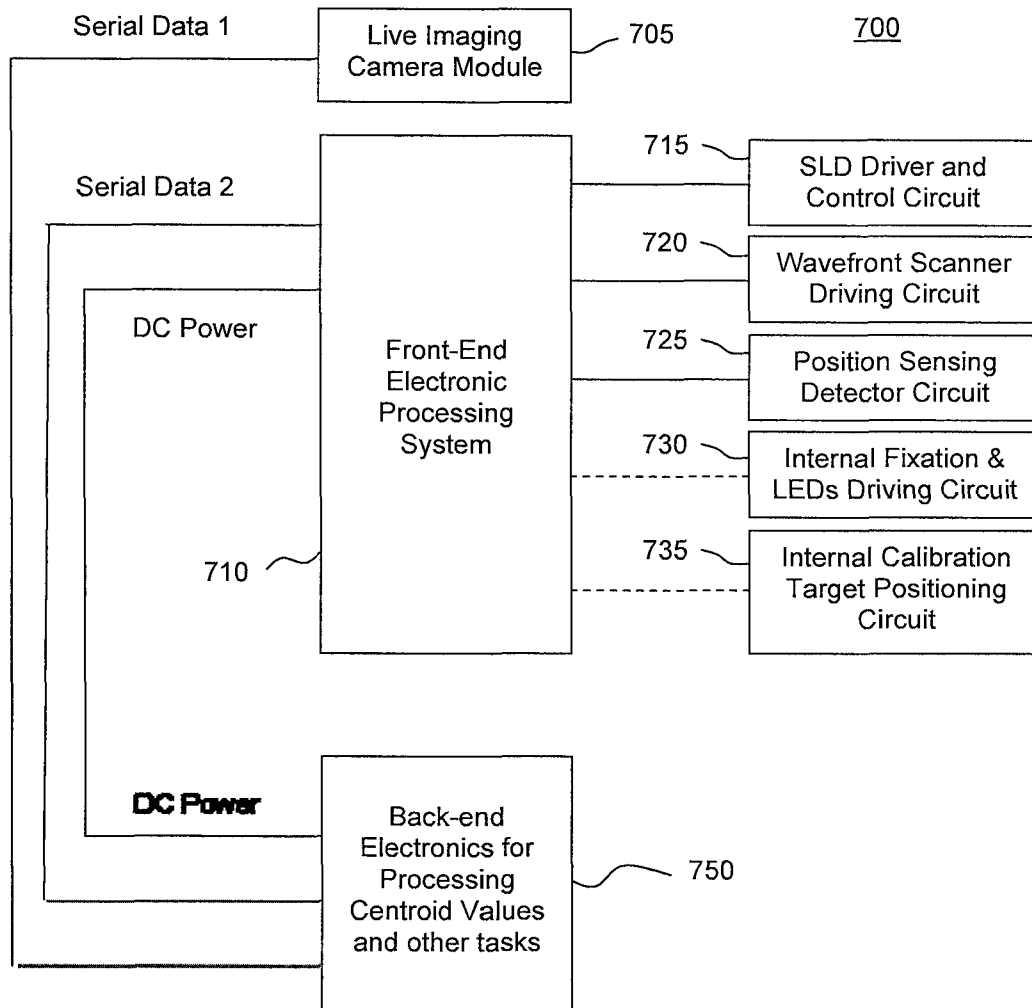 Serial Data 1
Live Imaging
Camera Module
705
700
Serial Data 2
DC Power
Front-End
Electronic
Processing
System
710
715
SLD Driver and
Control Circuit
720
Wavefront Scanner
Driving Circuit
725
Position Sensing
Detector Circuit
730
Internal Fixation &
LEDs Driving Circuit
735
Internal Calibration
Target Positioning
Circuit
DC Power
Back-end
Electronics for
Processing
Centroid Values
and other tasks
750